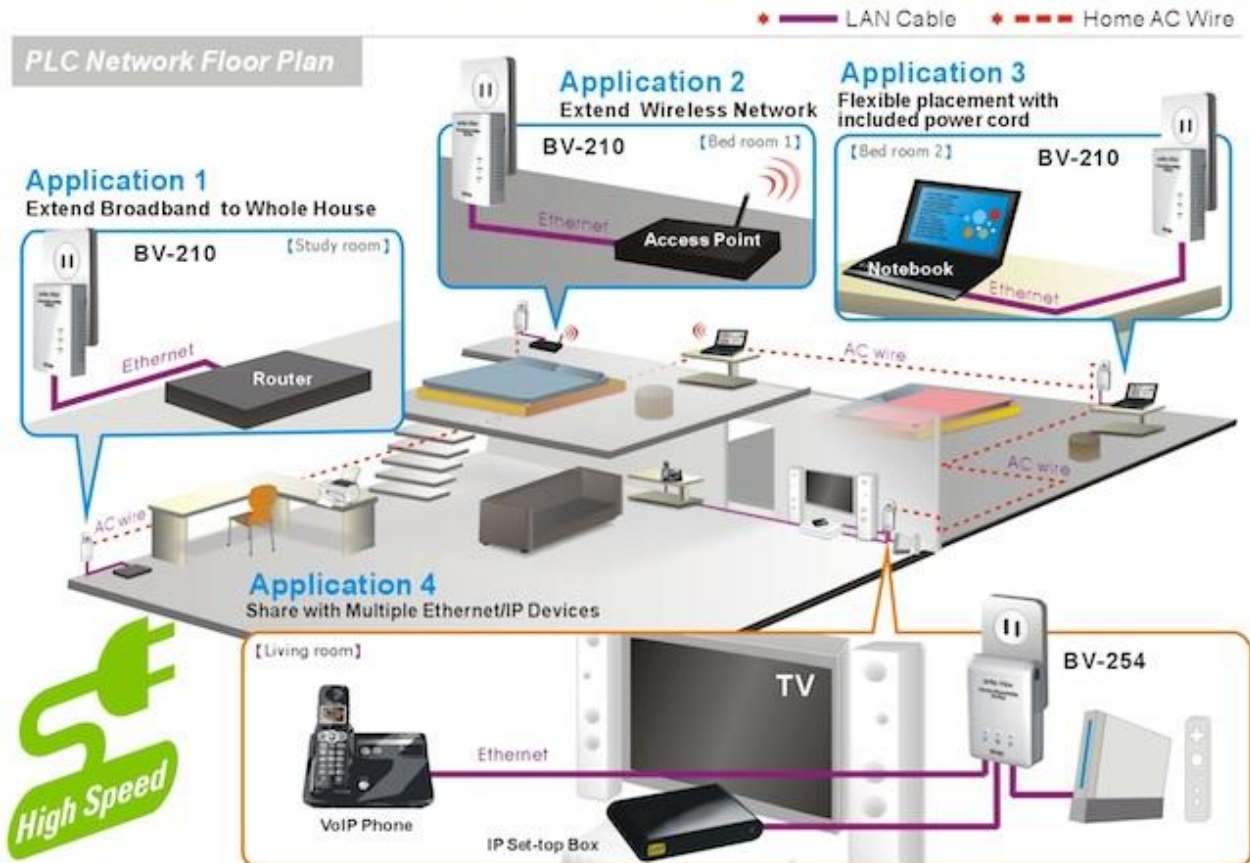 LAN Cable
Home AC Wire
PLC Network Floor Plan
Application 1
Extend Broadband to Whole House
BV-210
【Study room】
Ethernet
Router
Application 2
Extend Wireless Network
BV-210
【Bed room 1】
Ethernet
Access Point
Application 3
Flexible placement with
included power cord
【Bed room 2】
BV-210
Notebook
Ethernet
AC wire
AC wire
AC wire
Application 4
Share with Multiple Ethernet/IP Devices
【Living room】
TV
BV-254
Ethernet
VoIP Phone
IP Set-top Box
High Speed